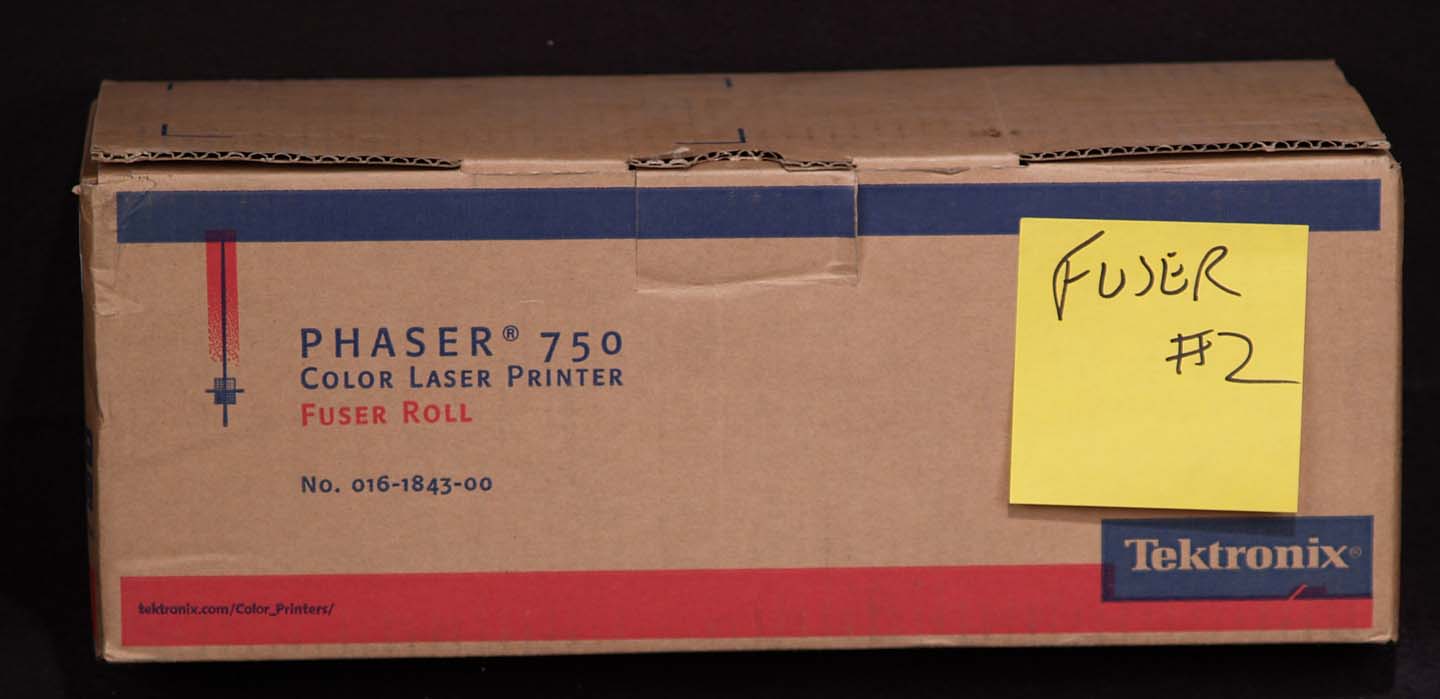 PHASER® 750
COLOR LASER PRINTER
FUSER ROLL
No. 016-1843-00
FUSER
#2
Tektronix®
tektronix.com/Color_Printers/